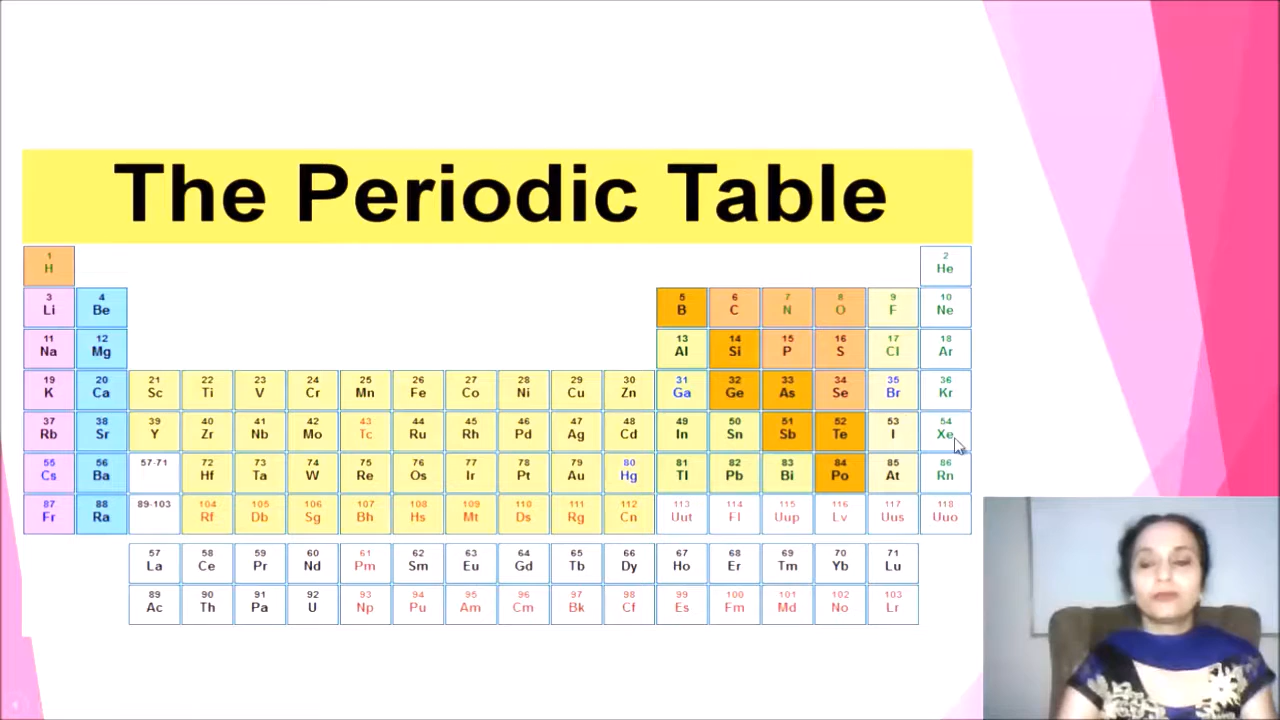 The Periodic Table
1 2
H He
3 4 5 6 7 8 9 10
Li Be B C N O F Ne
11 12 13 14 15 16 17 18
Na Mg Al Si P S Cl Ar
19 20 21 22 23 24 25 26 27 28 29 30 31 32 33 34 35 36
K Ca Sc Ti V Cr Mn Fe Co Ni Cu Zn Ga Ge As Se Br Kr
37 38 39 40 41 42 43 44 45 46 47 48 49 50 51 52 53 54
Rb Sr Y Zr Nb Mo Tc Ru Rh Pd Ag Cd In Sn Sb Te I Xe
55 56 57-71 72 73 74 75 76 77 78 79 80 81 82 83 84 85 86
Cs Ba Hf Ta W Re Os Ir Pt Au Hg Tl Pb Bi Po At Rn
87 88 89-103 104 105 106 107 108 109 110 111 112 113 114 115 116 117 118
Fr Ra Rf Db Sg Bh Hs Mt Ds Rg Cn Uut Fl Uup Lv Uus Uuo
57 58 59 60 61 62 63 64 65 66 67 68 69 70 71
La Ce Pr Nd Pm Sm Eu Gd Tb Dy Ho Er Tm Yb Lu
89 90 91 92 93 94 95 96 97 98 99 100 101 102 103
Ac Th Pa U Np Pu Am Cm Bk Cf Es Fm Md No Lr